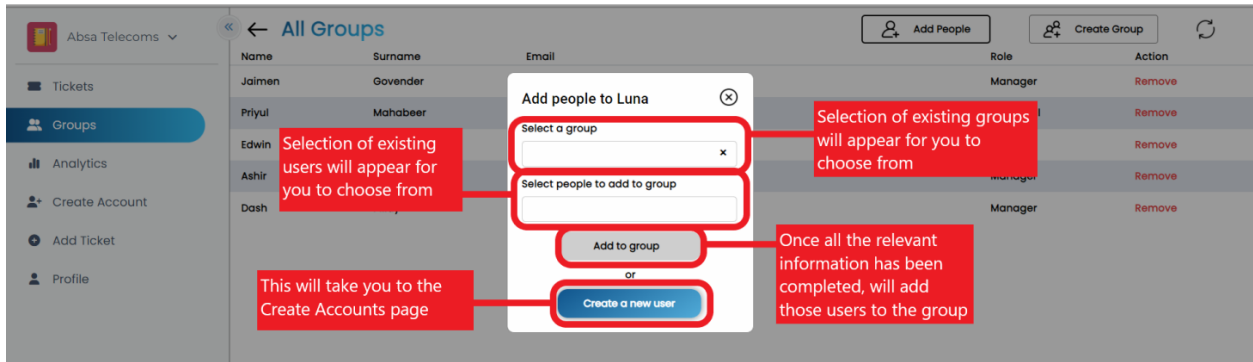 Absa Telecoms
« ← All Groups
Add People
Create Group
Name Surname Email Role Action
Tickets
Groups
Analytics
Create Account
Add Ticket
Profile
Jaimen Govender Manager Remove
Priyul Mahabeer Remove
Edwin Remove
Ashir Manager Remove
Dash Manager Remove
Add people to Luna
Select a group
×
Select people to add to group
Add to group
or
Create a new user
Selection of existing
users will appear for
you to choose from
Selection of existing groups
will appear for you to
choose from
This will take you to the
Create Accounts page
Once all the relevant
information has been
completed, will add
those users to the group